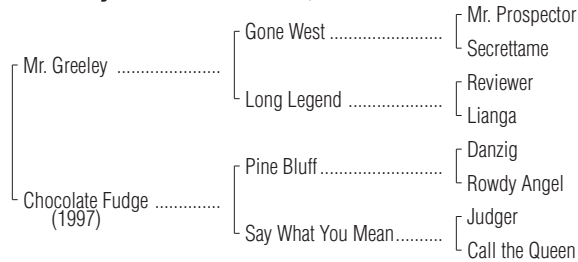 Mr. Prospector
Gone West ......................
Secrettame
Mr. Greeley .....................
Reviewer
Long Legend ...................
Lianga
Danzig
Pine Bluff.........................
Rowdy Angel
Chocolate Fudge .............
(1997)
Judger
Say What You Mean..........
Call the Queen